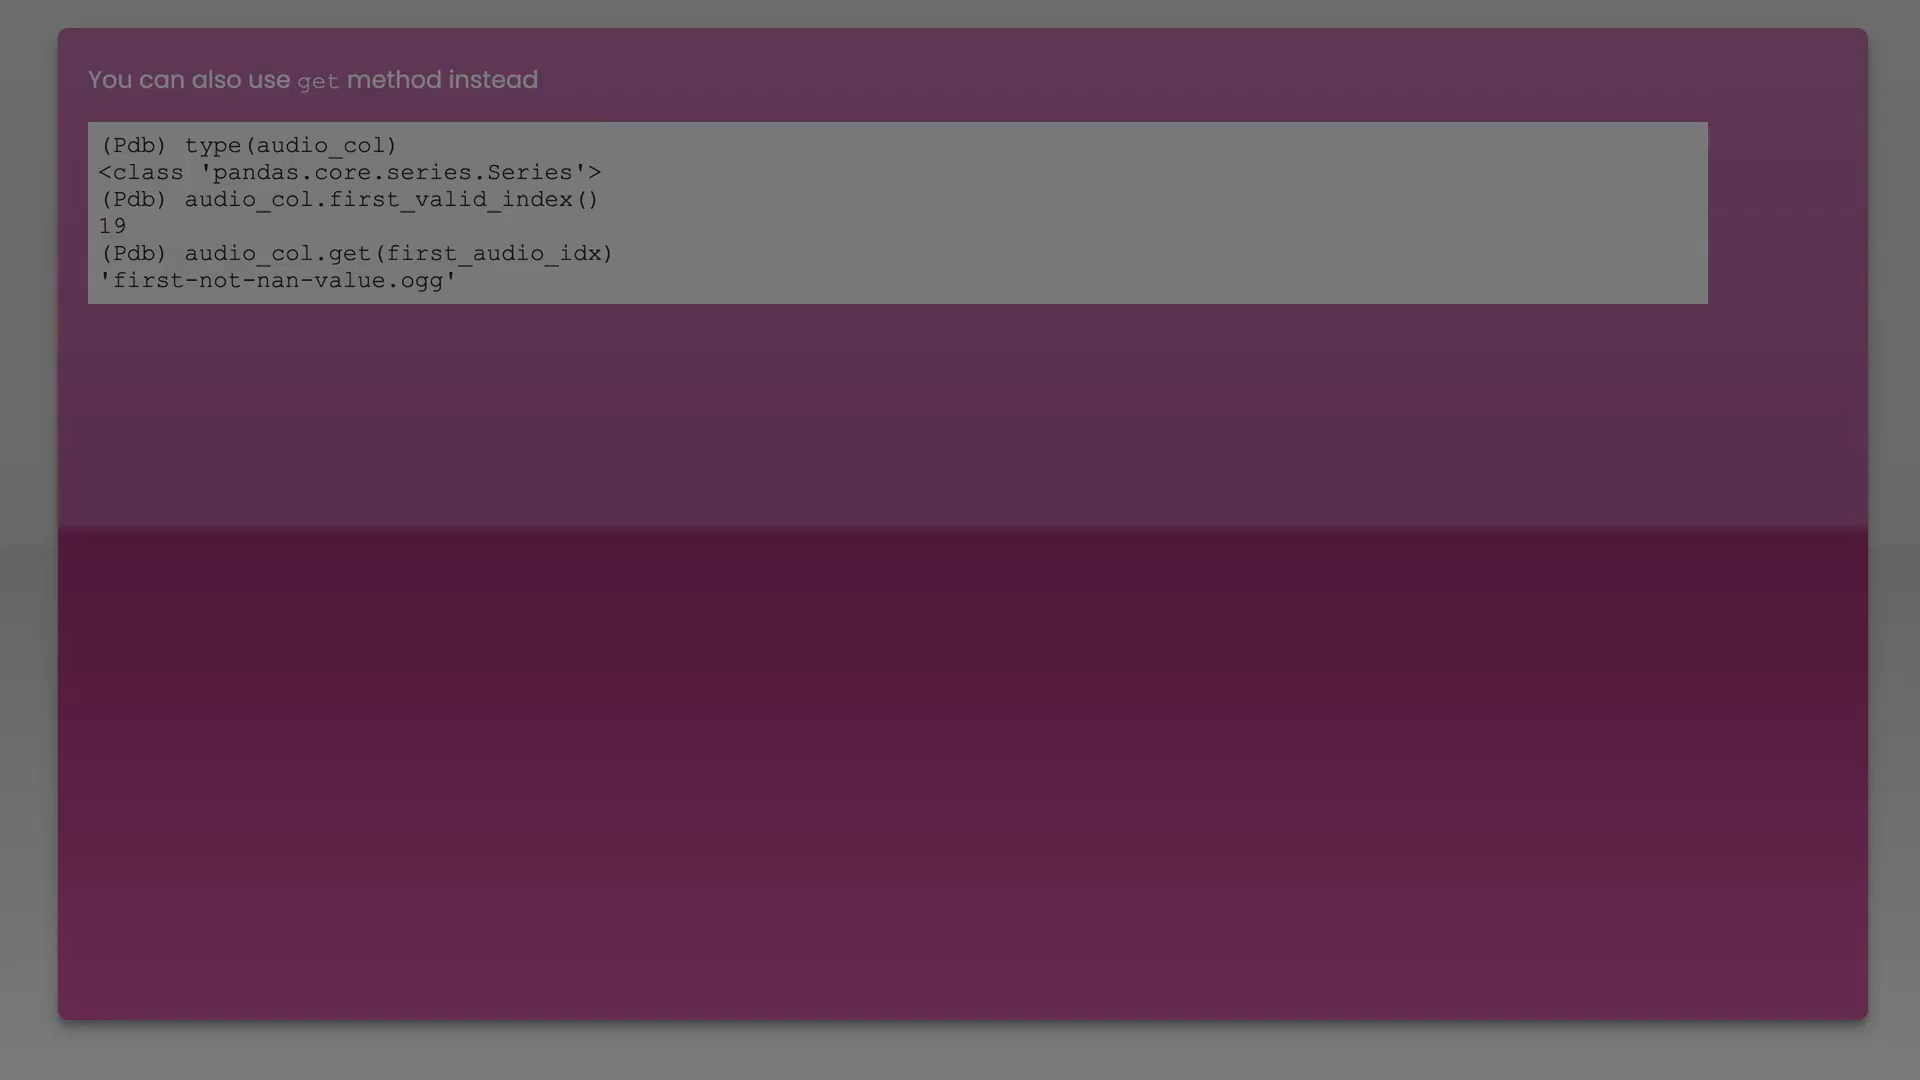 You can also use get method instead
(Pdb) type(audio_col)
<class 'pandas.core.series.Series'>
(Pdb) audio_col.first_valid_index()
19
(Pdb) audio_col.get(first_audio_idx)
'first-not-nan-value.ogg'